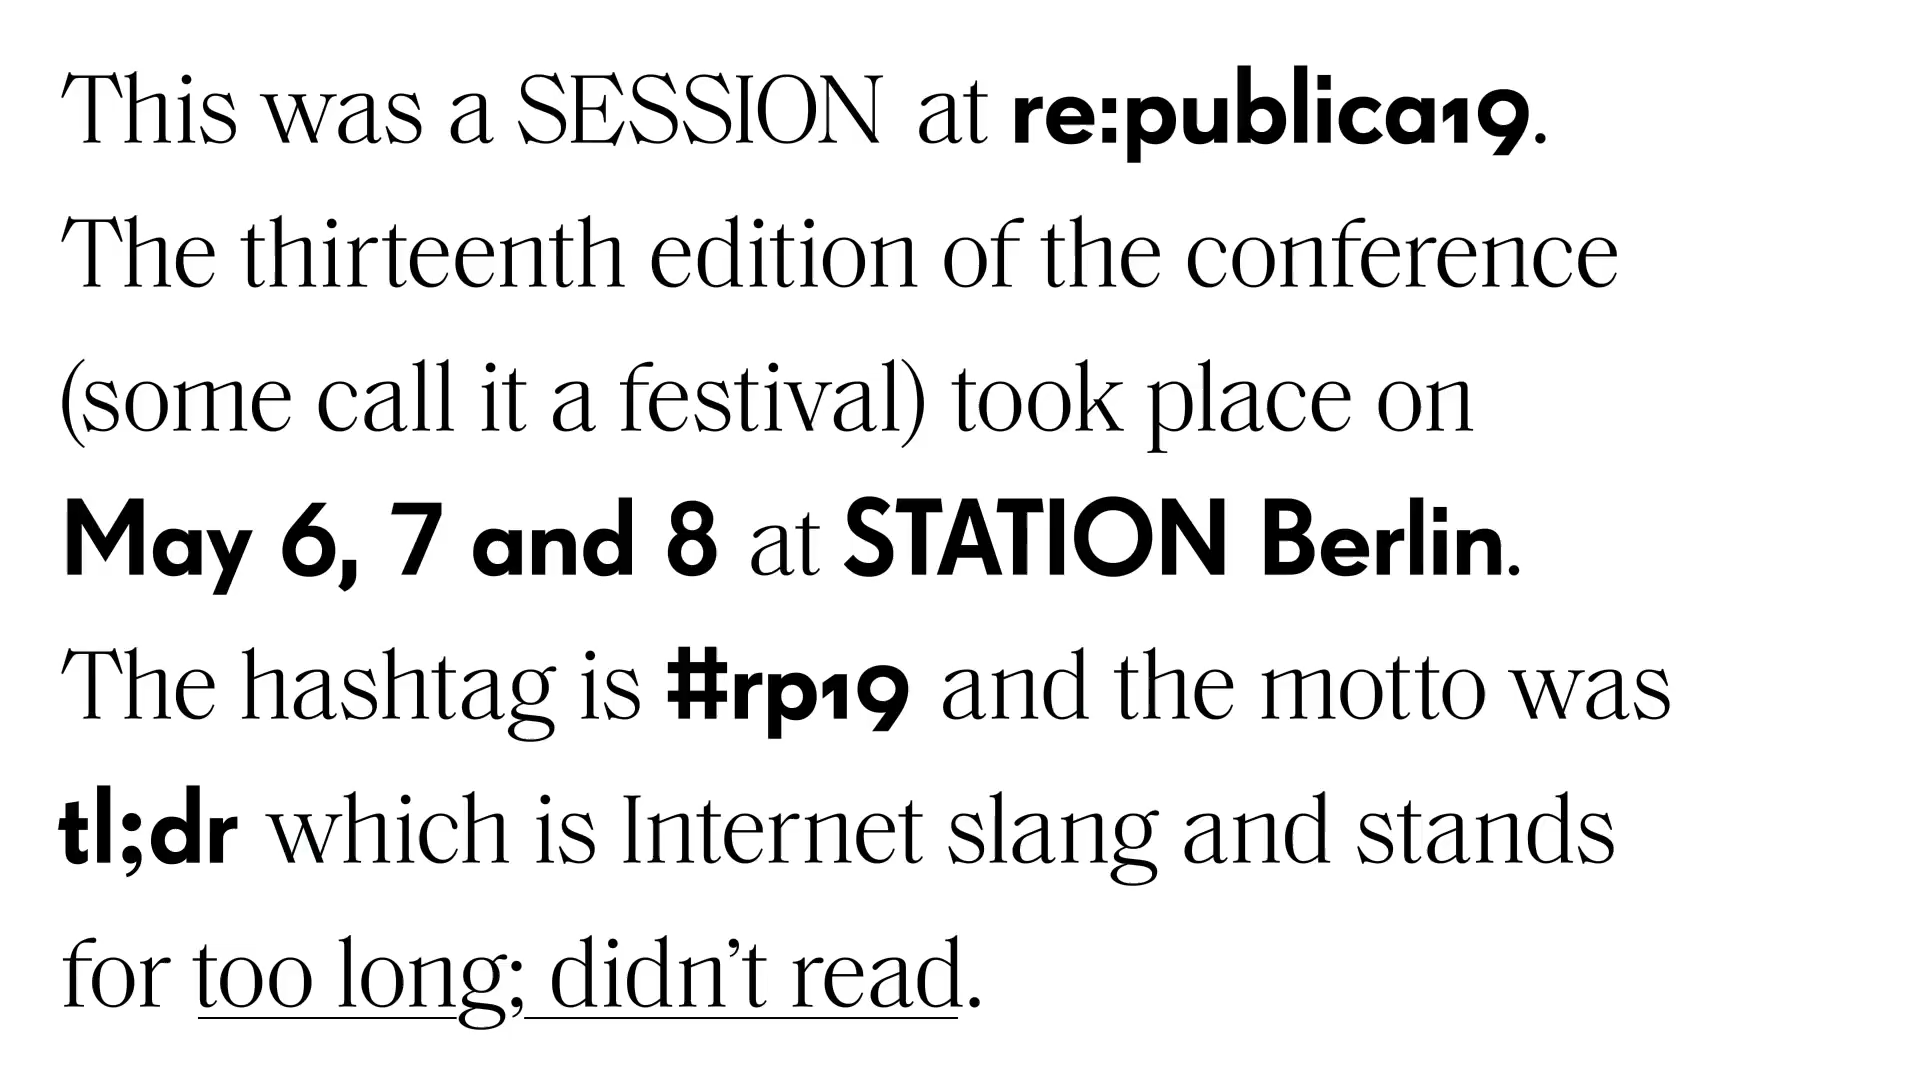 This was a SESSION at re:publica19.
The thirteenth edition of the conference
(some call it a festival) took place on
May 6, 7 and 8 at STATION Berlin.
The hashtag is #rp19 and the motto was
tl;dr which is Internet slang and stands
for too long; didn’t read.